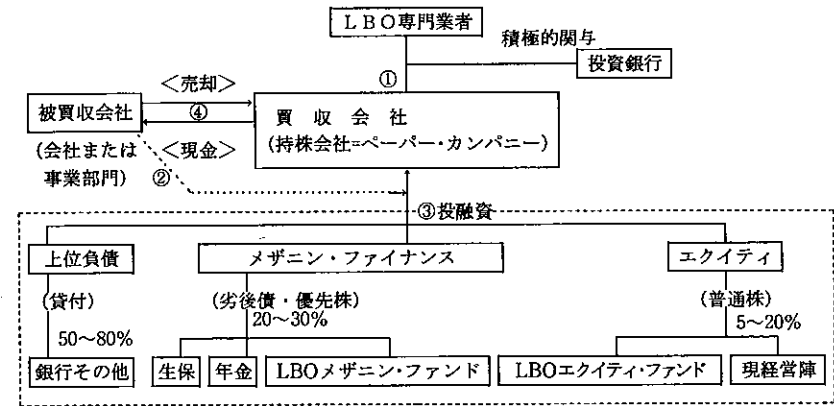 LBO専門業者
積極的関与
投資銀行
①
<売却>
④
被買収会社
買収会社
(持株会社=ペーパー・カンパニー)
(会社または
事業部門)
<現金>
②
③投融資
上位負債
メザニン・ファイナンス
エクイティ
(貸付)
(劣後債・優先株)
(普通株)
50~80%
20~30%
5~20%
銀行その他
生保
年金
LBOメザニン・ファンド
LBOエクイティ・ファンド
現経営陣